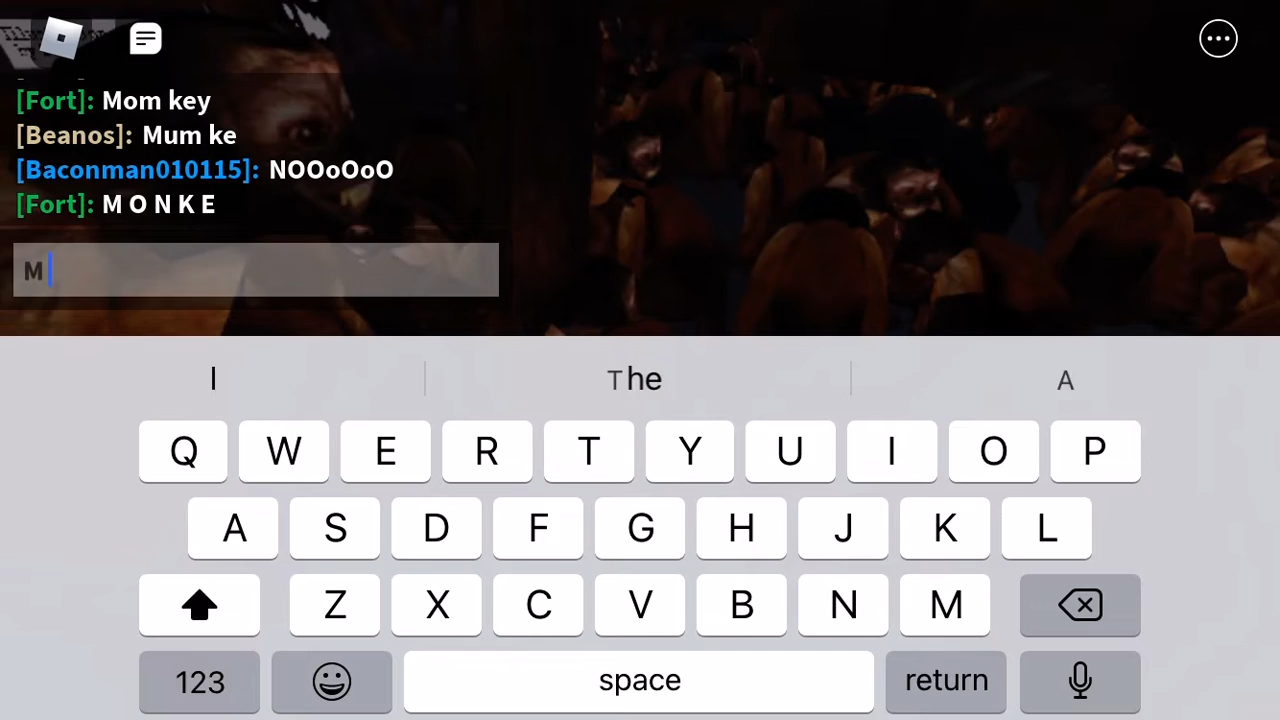 [Fort]: Mom key
[Beanos]: Mum ke
[Baconman010115]: NOOoOoO
[Fort]: M O N K E
M
I The A
Q W E R T Y U I O P
A S D F G H J K L
Z X C V B N M
123 space return